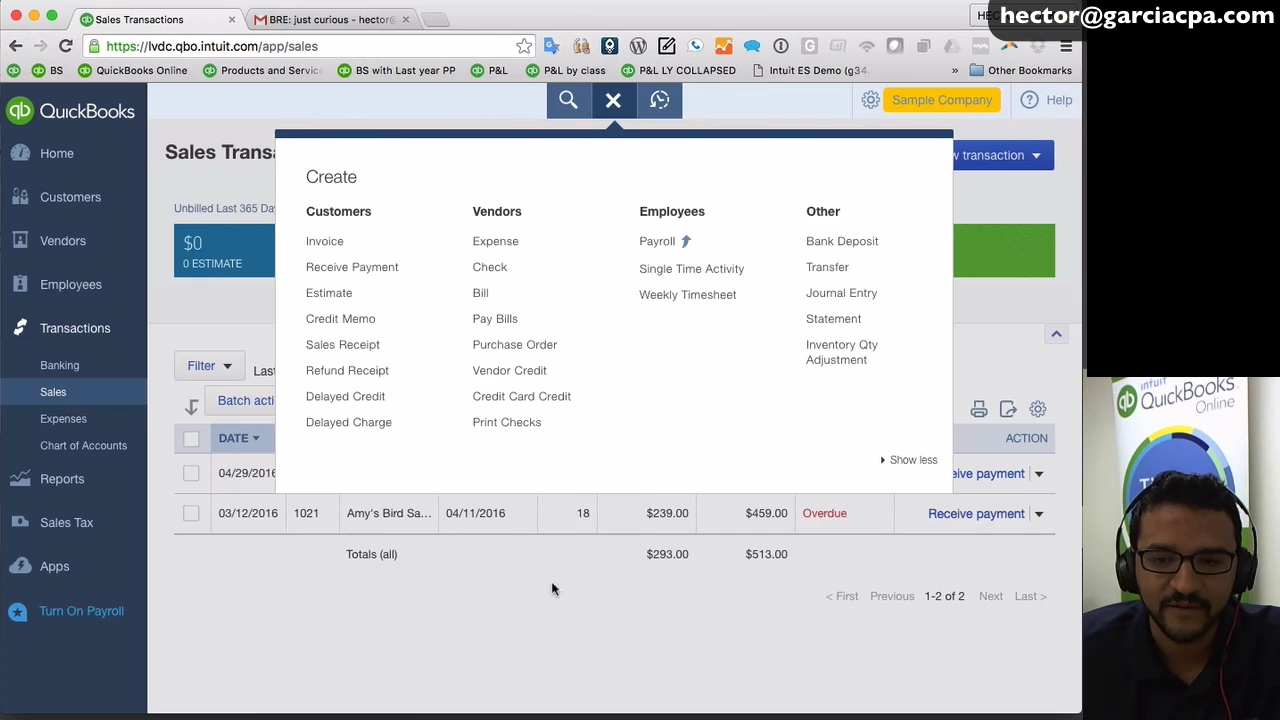 hector@garciacpa.com
Sales Transactions
BRE: just curious - hector@
HEC
https://lvdc.qbo.intuit.com/app/sales
BS
QuickBooks Online
Products and Service
BS with Last year PP
P&L
P&L by class
P&L LY COLLAPSED
Intuit ES Demo (g34
»
Other Bookmarks
qb QuickBooks
Sample Company
Help
Home
Customers
Vendors
Employees
Transactions
Banking
Sales
Expenses
Chart of Accounts
Reports
Sales Tax
Apps
Turn On Payroll
Sales Transa
w transaction
Unbilled Last 365 Day
$0
0 ESTIMATE
Create
Customers
Invoice
Receive Payment
Estimate
Credit Memo
Sales Receipt
Refund Receipt
Delayed Credit
Delayed Charge
Vendors
Expense
Check
Bill
Pay Bills
Purchase Order
Vendor Credit
Credit Card Credit
Print Checks
Employees
Payroll
Single Time Activity
Weekly Timesheet
Other
Bank Deposit
Transfer
Journal Entry
Statement
Inventory Qty
Adjustment
Show less
Filter
Last
Batch acti
DATE
ACTION
04/29/2016
eive payment
03/12/2016 1021 Amy's Bird Sa... 04/11/2016 18 $239.00 $459.00 Overdue Receive payment
Totals (all) $293.00 $513.00
< First Previous 1-2 of 2 Next Last >
intuit
qb QuickBooks
Online